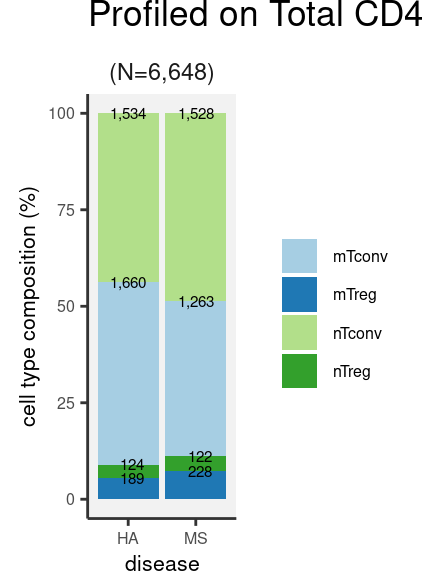 Profiled on Total CD4
(N=6,648)
cell type composition (%)
100
75
50
25
0
1,534
1,528
1,660
1,263
124
122
189
228
HA
MS
disease
mTconv
mTreg
nTconv
nTreg